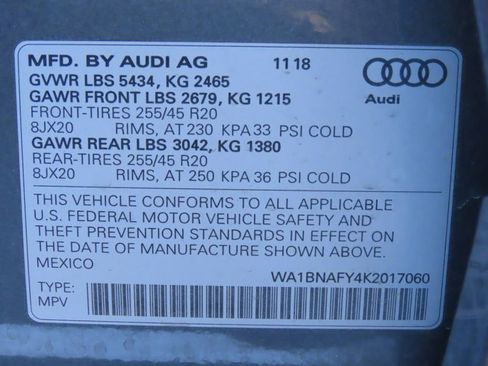 MFD. BY AUDI AG 11 18
GVWR LBS 5434, KG 2465
GAWR FRONT LBS 2679, KG 1215
FRONT-TIRES 255/45 R20
8JX20 RIMS, AT 230 KPA 33 PSI COLD
GAWR REAR LBS 3042, KG 1380
REAR-TIRES 255/45 R20
8JX20 RIMS, AT 250 KPA 36 PSI COLD
Audi
THIS VEHICLE CONFORMS TO ALL APPLICABLE
U.S. FEDERAL MOTOR VEHICLE SAFETY AND
THEFT PREVENTION STANDARDS IN EFFECT ON
THE DATE OF MANUFACTURE SHOWN ABOVE.
MEXICO
WA1BNAFY4K2017060
TYPE:
MPV